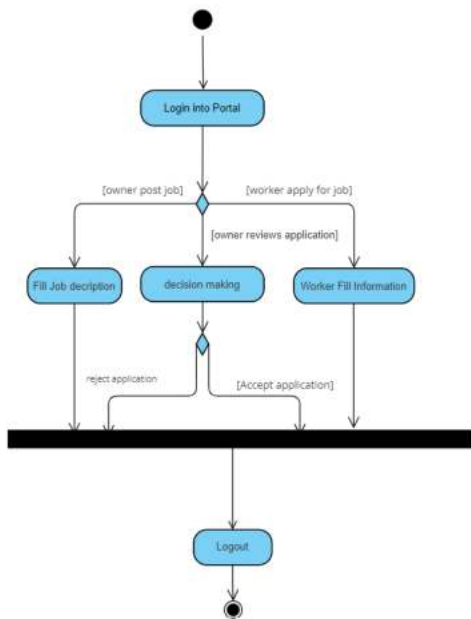 Login into Portal
[owner post job]
[worker apply for job]
[owner reviews application]
Fill Job decription
decision making
Worker Fill Information
reject application
[Accept application]
Logout